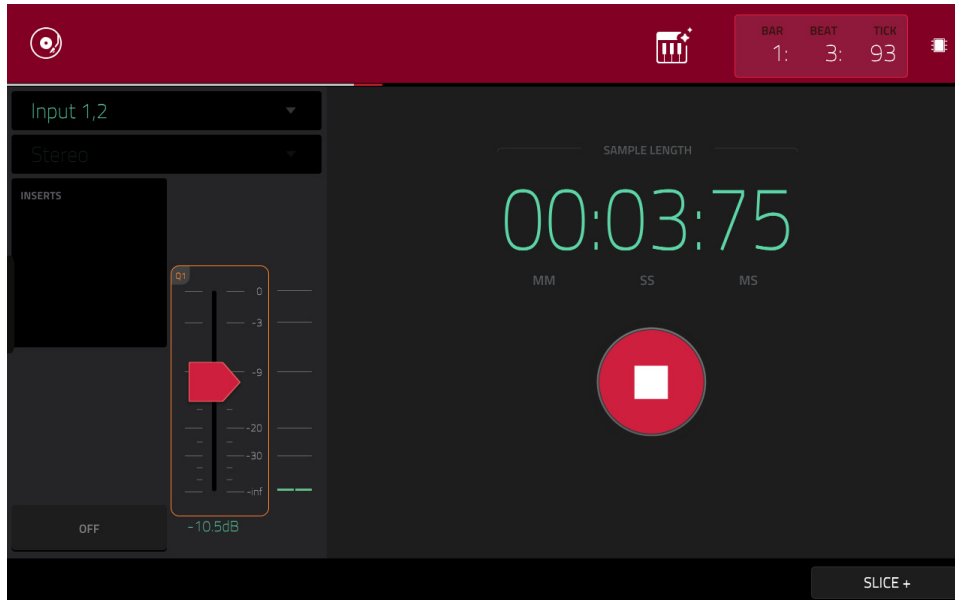 BAR BEAT TICK
1: 3: 93
Input 1,2
Stereo
SAMPLE LENGTH
INSERTS
00:03:75
MM SS MS
Q1
0
-3
-9
-20
-30
-inf
OFF
-10.5dB
SLICE +